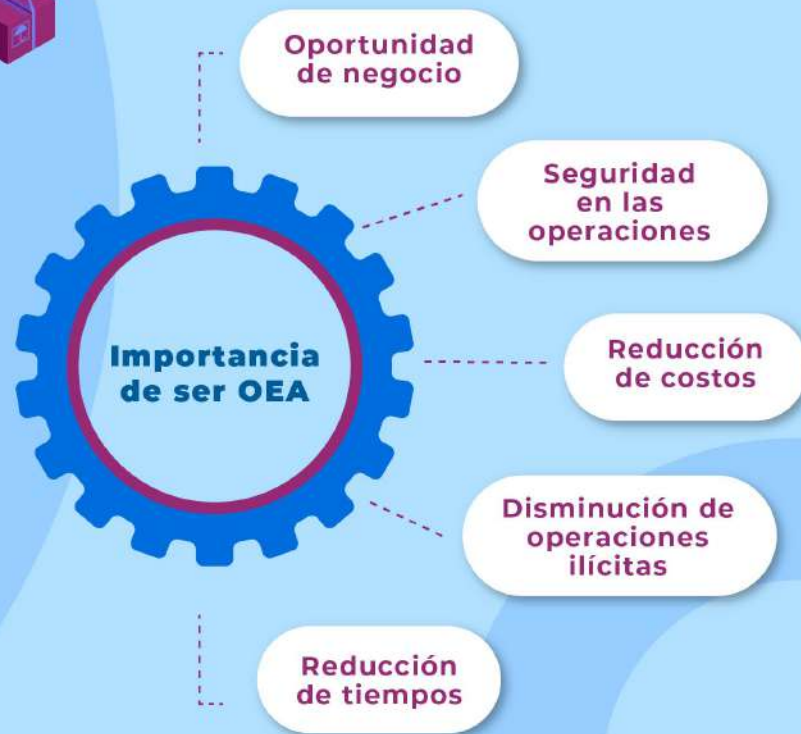 Oportunidad
de negocio
Seguridad
en las
operaciones
Importancia
de ser OEA
Reducción
de costos
Disminución de
operaciones
ilícitas
Reducción
de tiempos